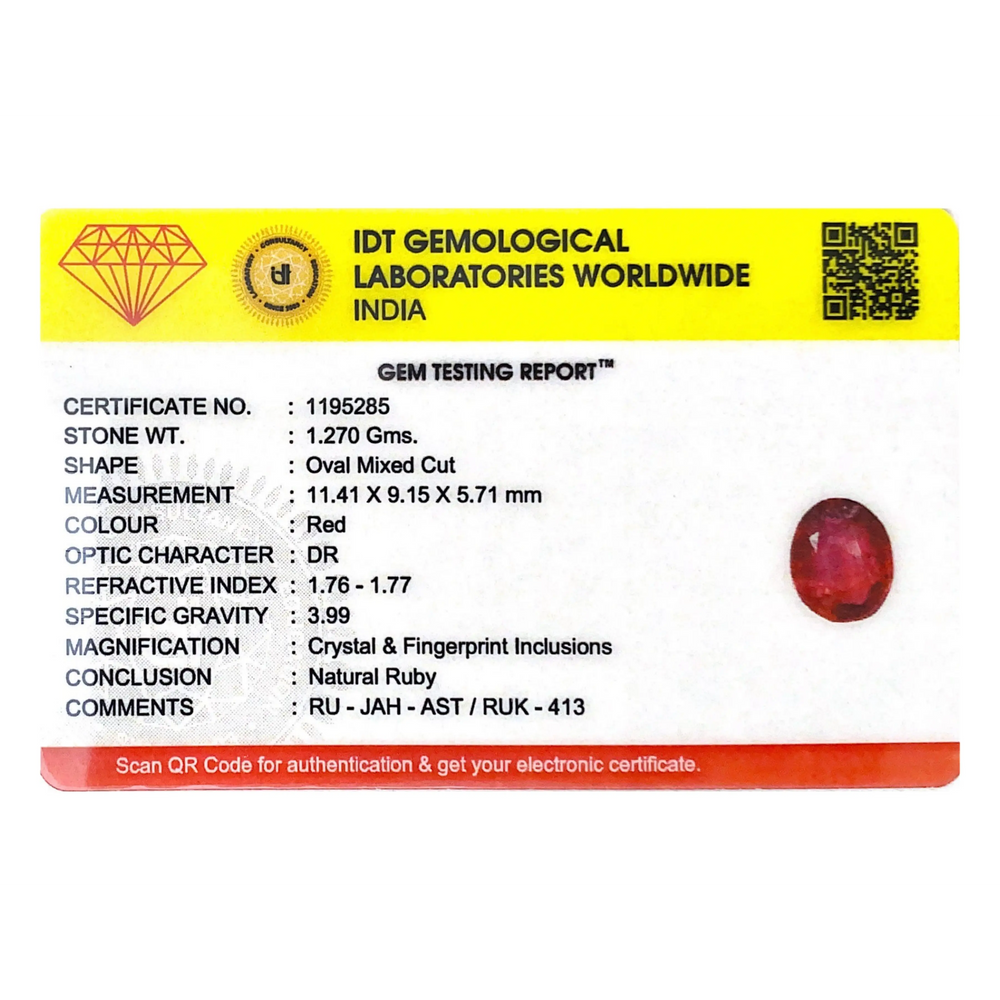 IDT GEMOLOGICAL
LABORATORIES WORLDWIDE
INDIA
CONSULTANCY
GEM TESTING REPORT™
CERTIFICATE NO. : 1195285
STONE WT. : 1.270 Gms.
SHAPE : Oval Mixed Cut
MEASUREMENT : 11.41 X 9.15 X 5.71 mm
COLOUR : Red
OPTIC CHARACTER : DR
REFRACTIVE INDEX : 1.76 - 1.77
SPECIFIC GRAVITY : 3.99
MAGNIFICATION : Crystal & Fingerprint Inclusions
CONCLUSION : Natural Ruby
COMMENTS : RU - JAH - AST / RUK - 413
Scan QR Code for authentication & get your electronic certificate.